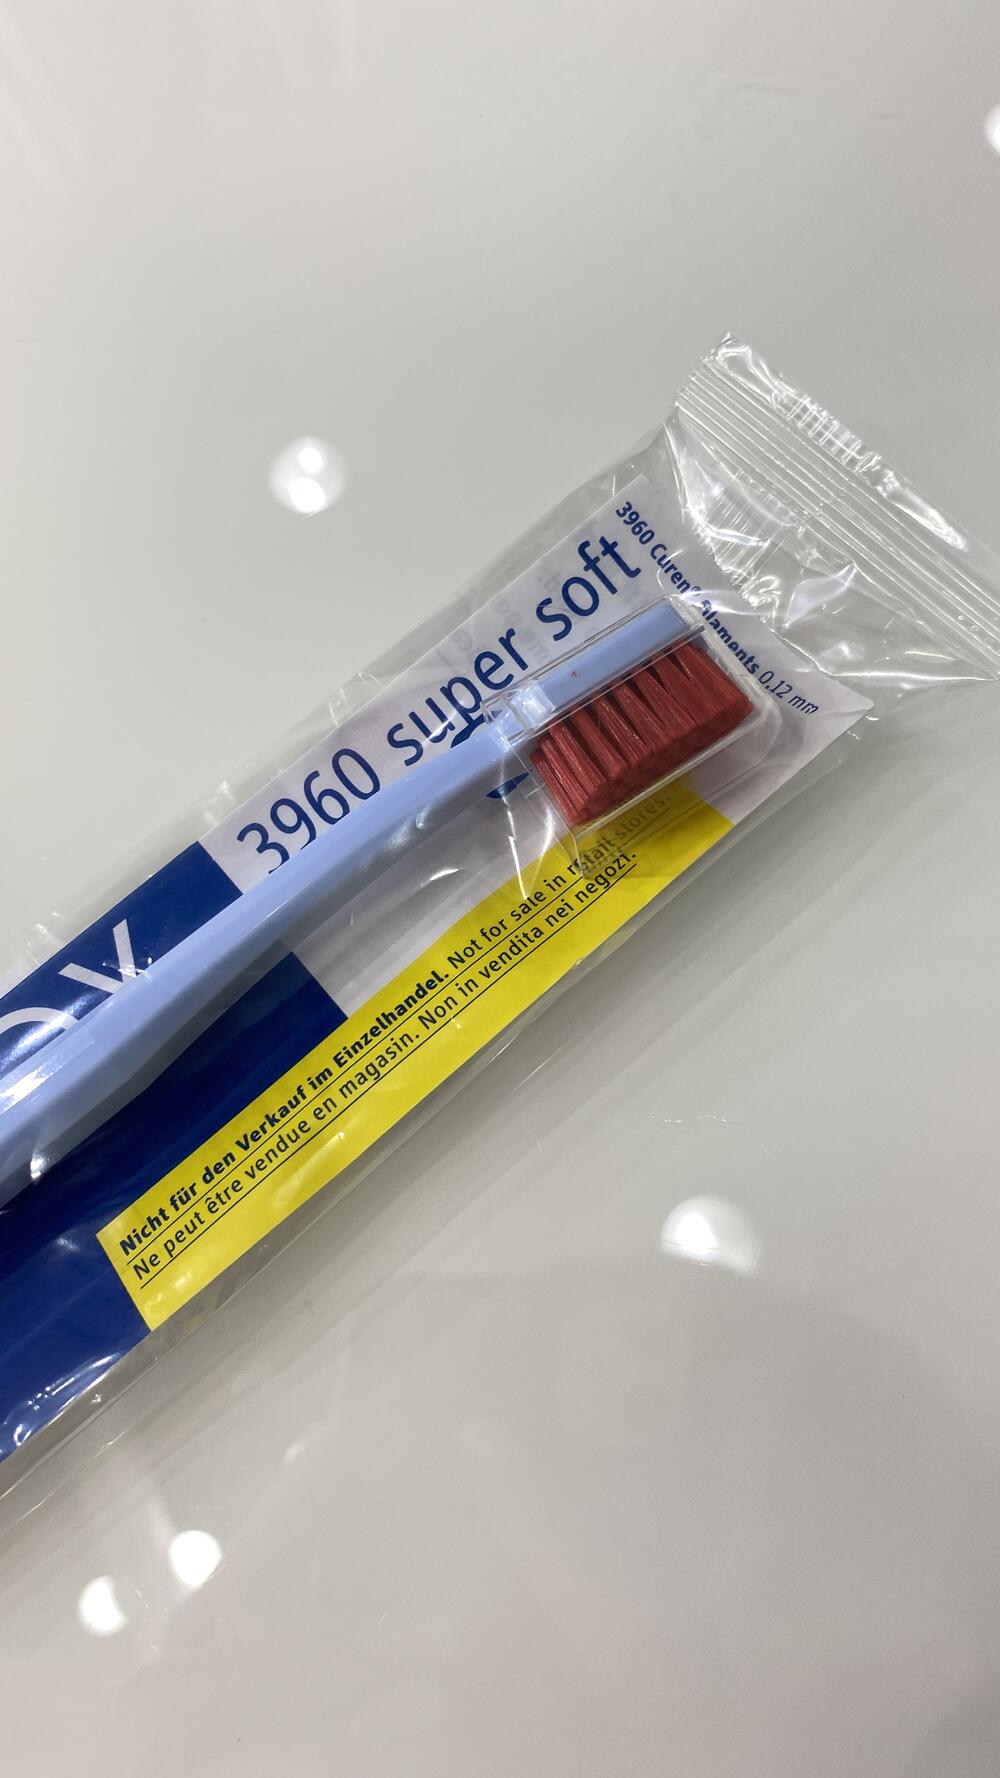 3960 super soft
3960 Curen® filaments 0,12 mm
Nicht für den Verkauf im Einzelhandel. Not for sale in retail stores.
Ne peut être vendue en magasin. Non in vendita nei negozi.